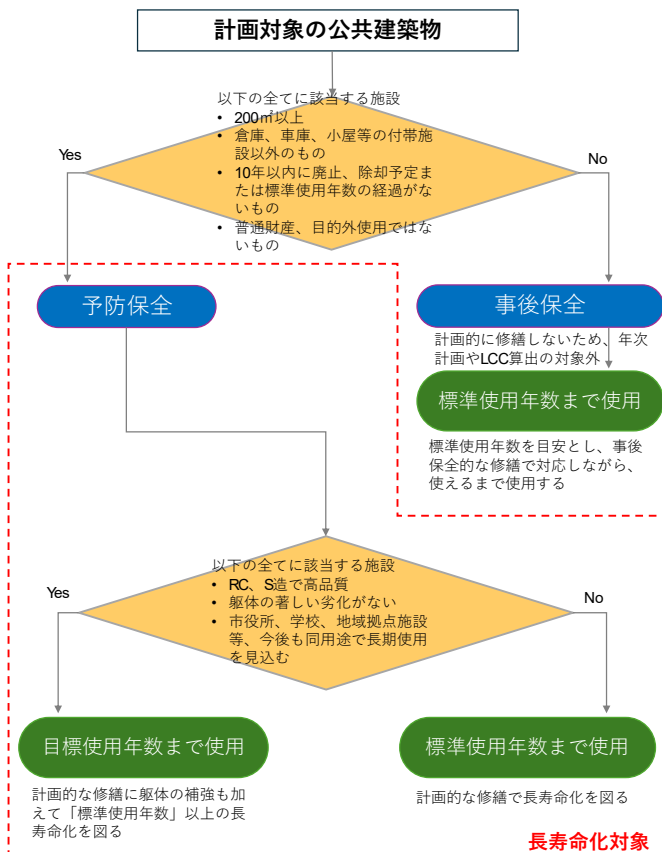 計画対象の公共建築物
以下の全てに該当する施設
• 200㎡以上
• 倉庫、車庫、小屋等の付帯施
設以外のもの
• 10年以内に廃止、除却予定ま
たは標準使用年数の経過がな
いもの
• 普通財産、目的外使用ではな
いもの
Yes
No
予防保全
事後保全
計画的に修繕しないため、年次
計画やLCC算出の対象外
標準使用年数まで使用
標準使用年数を目安とし、事後
保全的な修繕で対応しながら、
使えるまで使用する
以下の全てに該当する施設
• RC、S造で高品質
• 躯体の著しい劣化がない
• 市役所、学校、地域拠点施設
等、今後も同用途で長期使用
を見込む
Yes
No
目標使用年数まで使用
計画的な修繕に躯体の補強も加
えて「標準使用年数」以上の長
寿命化を図る
標準使用年数まで使用
計画的な修繕で長寿命化を図る
長寿命化対象